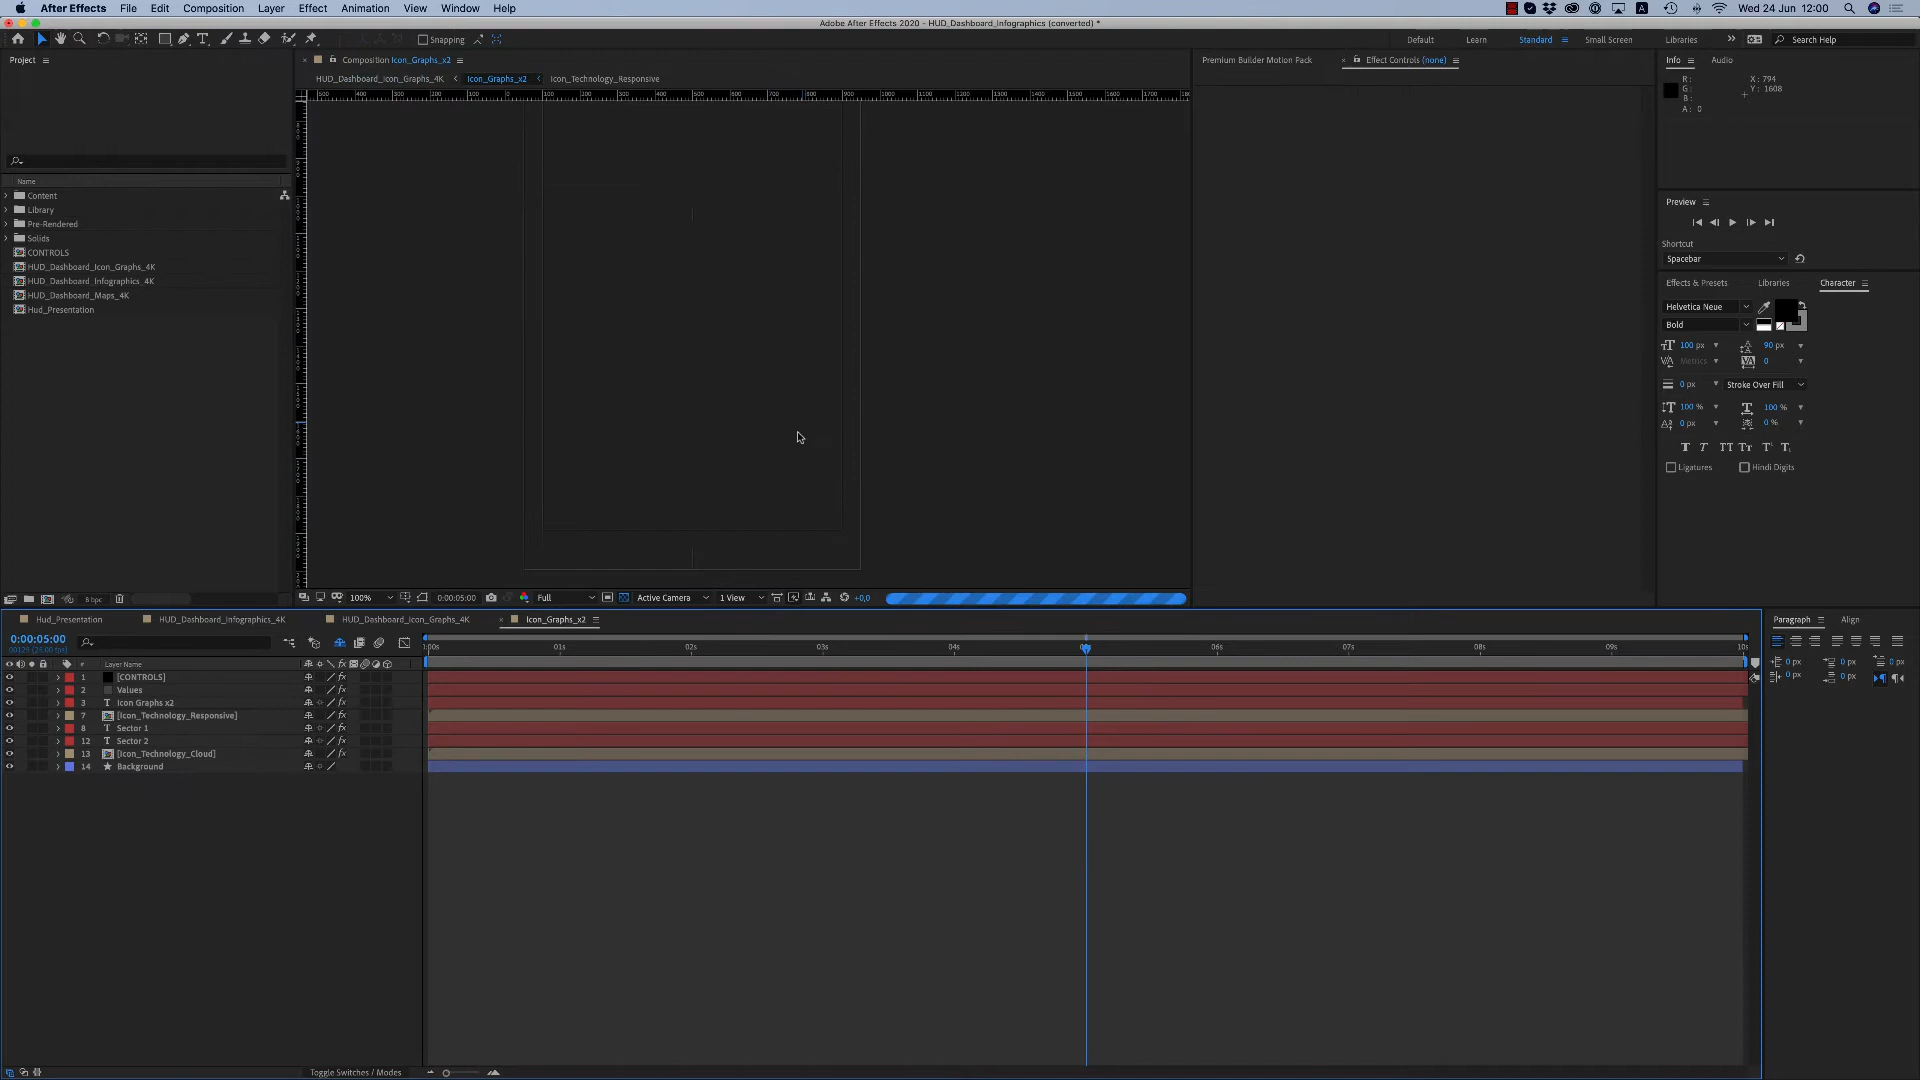 After Effects File Edit Composition Layer Effect Animation View Window Help Wed 24 Jun 12:00
Adobe After Effects 2020 - HUD_Dashboard_Infographics (converted) *
Snapping Default Learn Standard Small Screen Libraries Search Help
Project Composition Icon_Graphs_x2 Premium Builder Motion Pack Effect Controls (none) Info Audio
HUD_Dashboard_Icon_Graphs_4K Icon_Graphs_x2 Icon_Technology_Responsive
R: X: 794
G: Y: 1608
B:
A: 0
Name
Content
Library
Pre-Rendered
Solids
CONTROLS
HUD_Dashboard_Icon_Graphs_4K
HUD_Dashboard_Infographics_4K
HUD_Dashboard_Maps_4K
Hud_Presentation
Preview
Shortcut
Spacebar
Effects & Presets Libraries Character
Helvetica Neue
Bold
100 px 90 px
Metrics 0
0 px Stroke Over Fill
100 % 100 %
0 px 0 %
Ligatures Hindi Digits
8 bpc 100% 0:00:05:00 Full Active Camera 1 View +0,0
Hud_Presentation HUD_Dashboard_Infographics_4K HUD_Dashboard_Icon_Graphs_4K Icon_Graphs_x2
Paragraph Align
0:00:05:00
00125 (25.00 fps)
:00s 01s 02s 03s 04s 06s 07s 08s 09s 10s
# Layer Name
1 [CONTROLS]
2 Values
3 Icon Graphs x2
7 [Icon_Technology_Responsive]
8 Sector 1
12 Sector 2
13 [Icon_Technology_Cloud]
14 Background
0 px 0 px 0 px
0 px 0 px
Toggle Switches / Modes